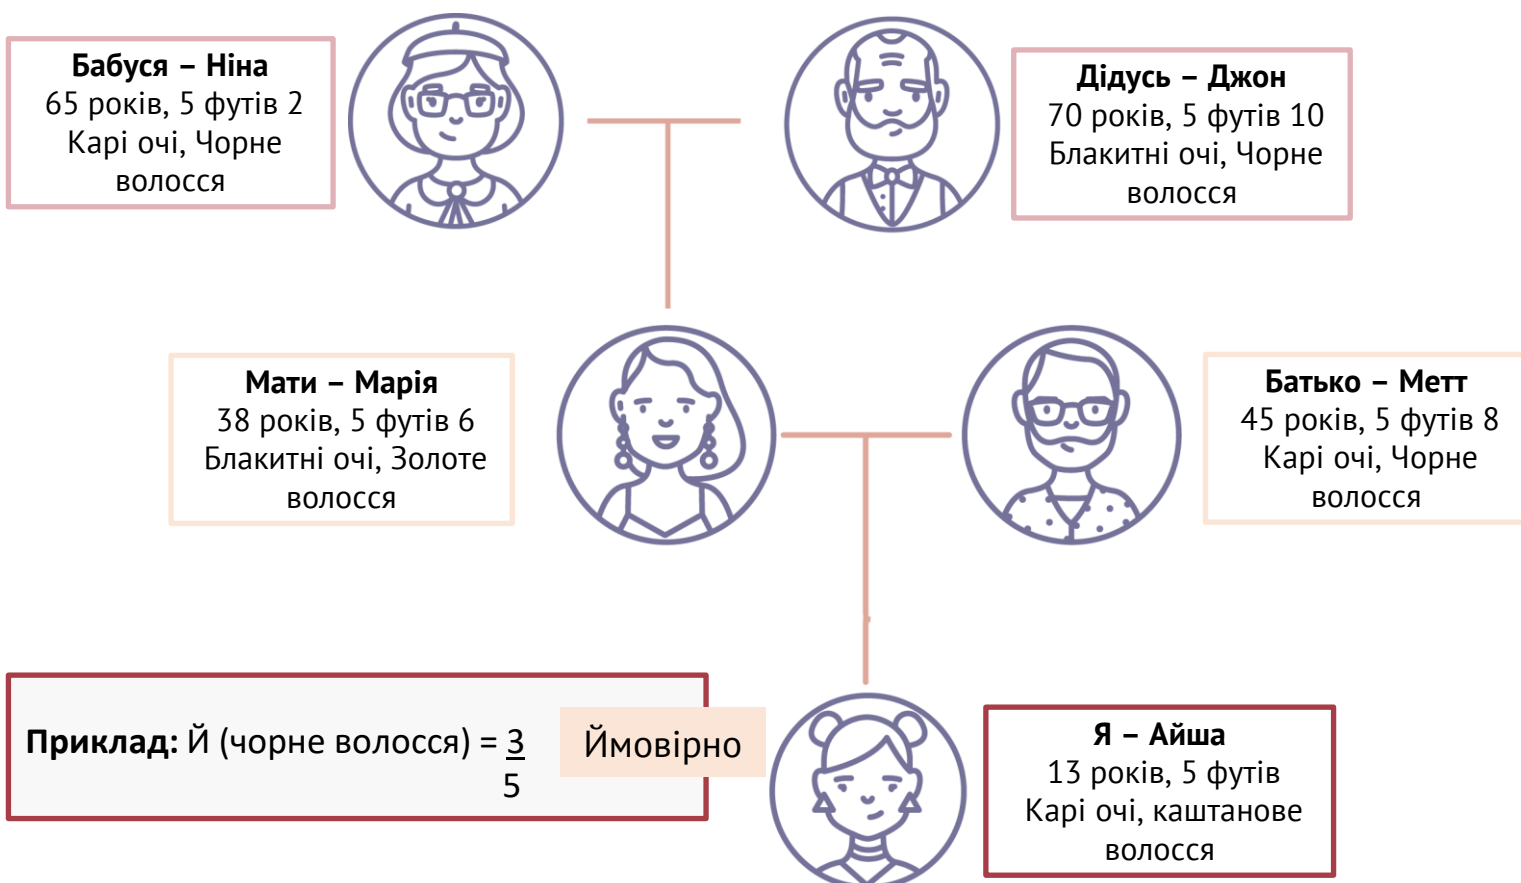 Бабуся – Ніна
65 років, 5 футів 2
Карі очі, Чорне
волосся
Дідусь – Джон
70 років, 5 футів 10
Блакитні очі, Чорне
волосся
Мати – Марія
38 років, 5 футів 6
Блакитні очі, Золоте
волосся
Батько – Метт
45 років, 5 футів 8
Карі очі, Чорне
волосся
Приклад: Й (чорне волосся) = 3
5
Ймовірно
Я – Айша
13 років, 5 футів
Карі очі, каштанове
волосся